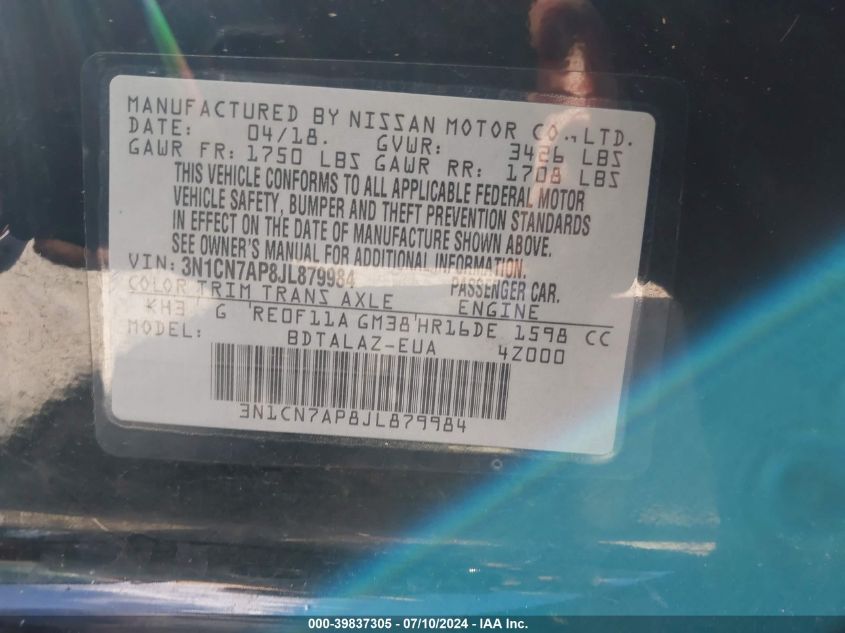 MANUFACTURED BY NISSAN MOTOR CO., LTD.
DATE: 04/18. GVWR: 3426 LBS
GAWR FR: 1750 LBS GAWR RR: 1708 LBS
THIS VEHICLE CONFORMS TO ALL APPLICABLE FEDERAL MOTOR
VEHICLE SAFETY, BUMPER AND THEFT PREVENTION STANDARDS
IN EFFECT ON THE DATE OF MANUFACTURE SHOWN ABOVE.
SEE OWNER'S MANUAL FOR ADDITIONAL INFORMATION.
VIN: 3N1CN7AP8JL879984 PASSENGER CAR.
COLOR TRIM TRANS AXLE ENGINE
KH3 G RE0F11A GM38 HR16DE 1598 CC
MODEL: BDTALAZ-EUA 4Z000
3N1CN7AP8JL879984
000-39837305 - 07/10/2024 - IAA Inc.